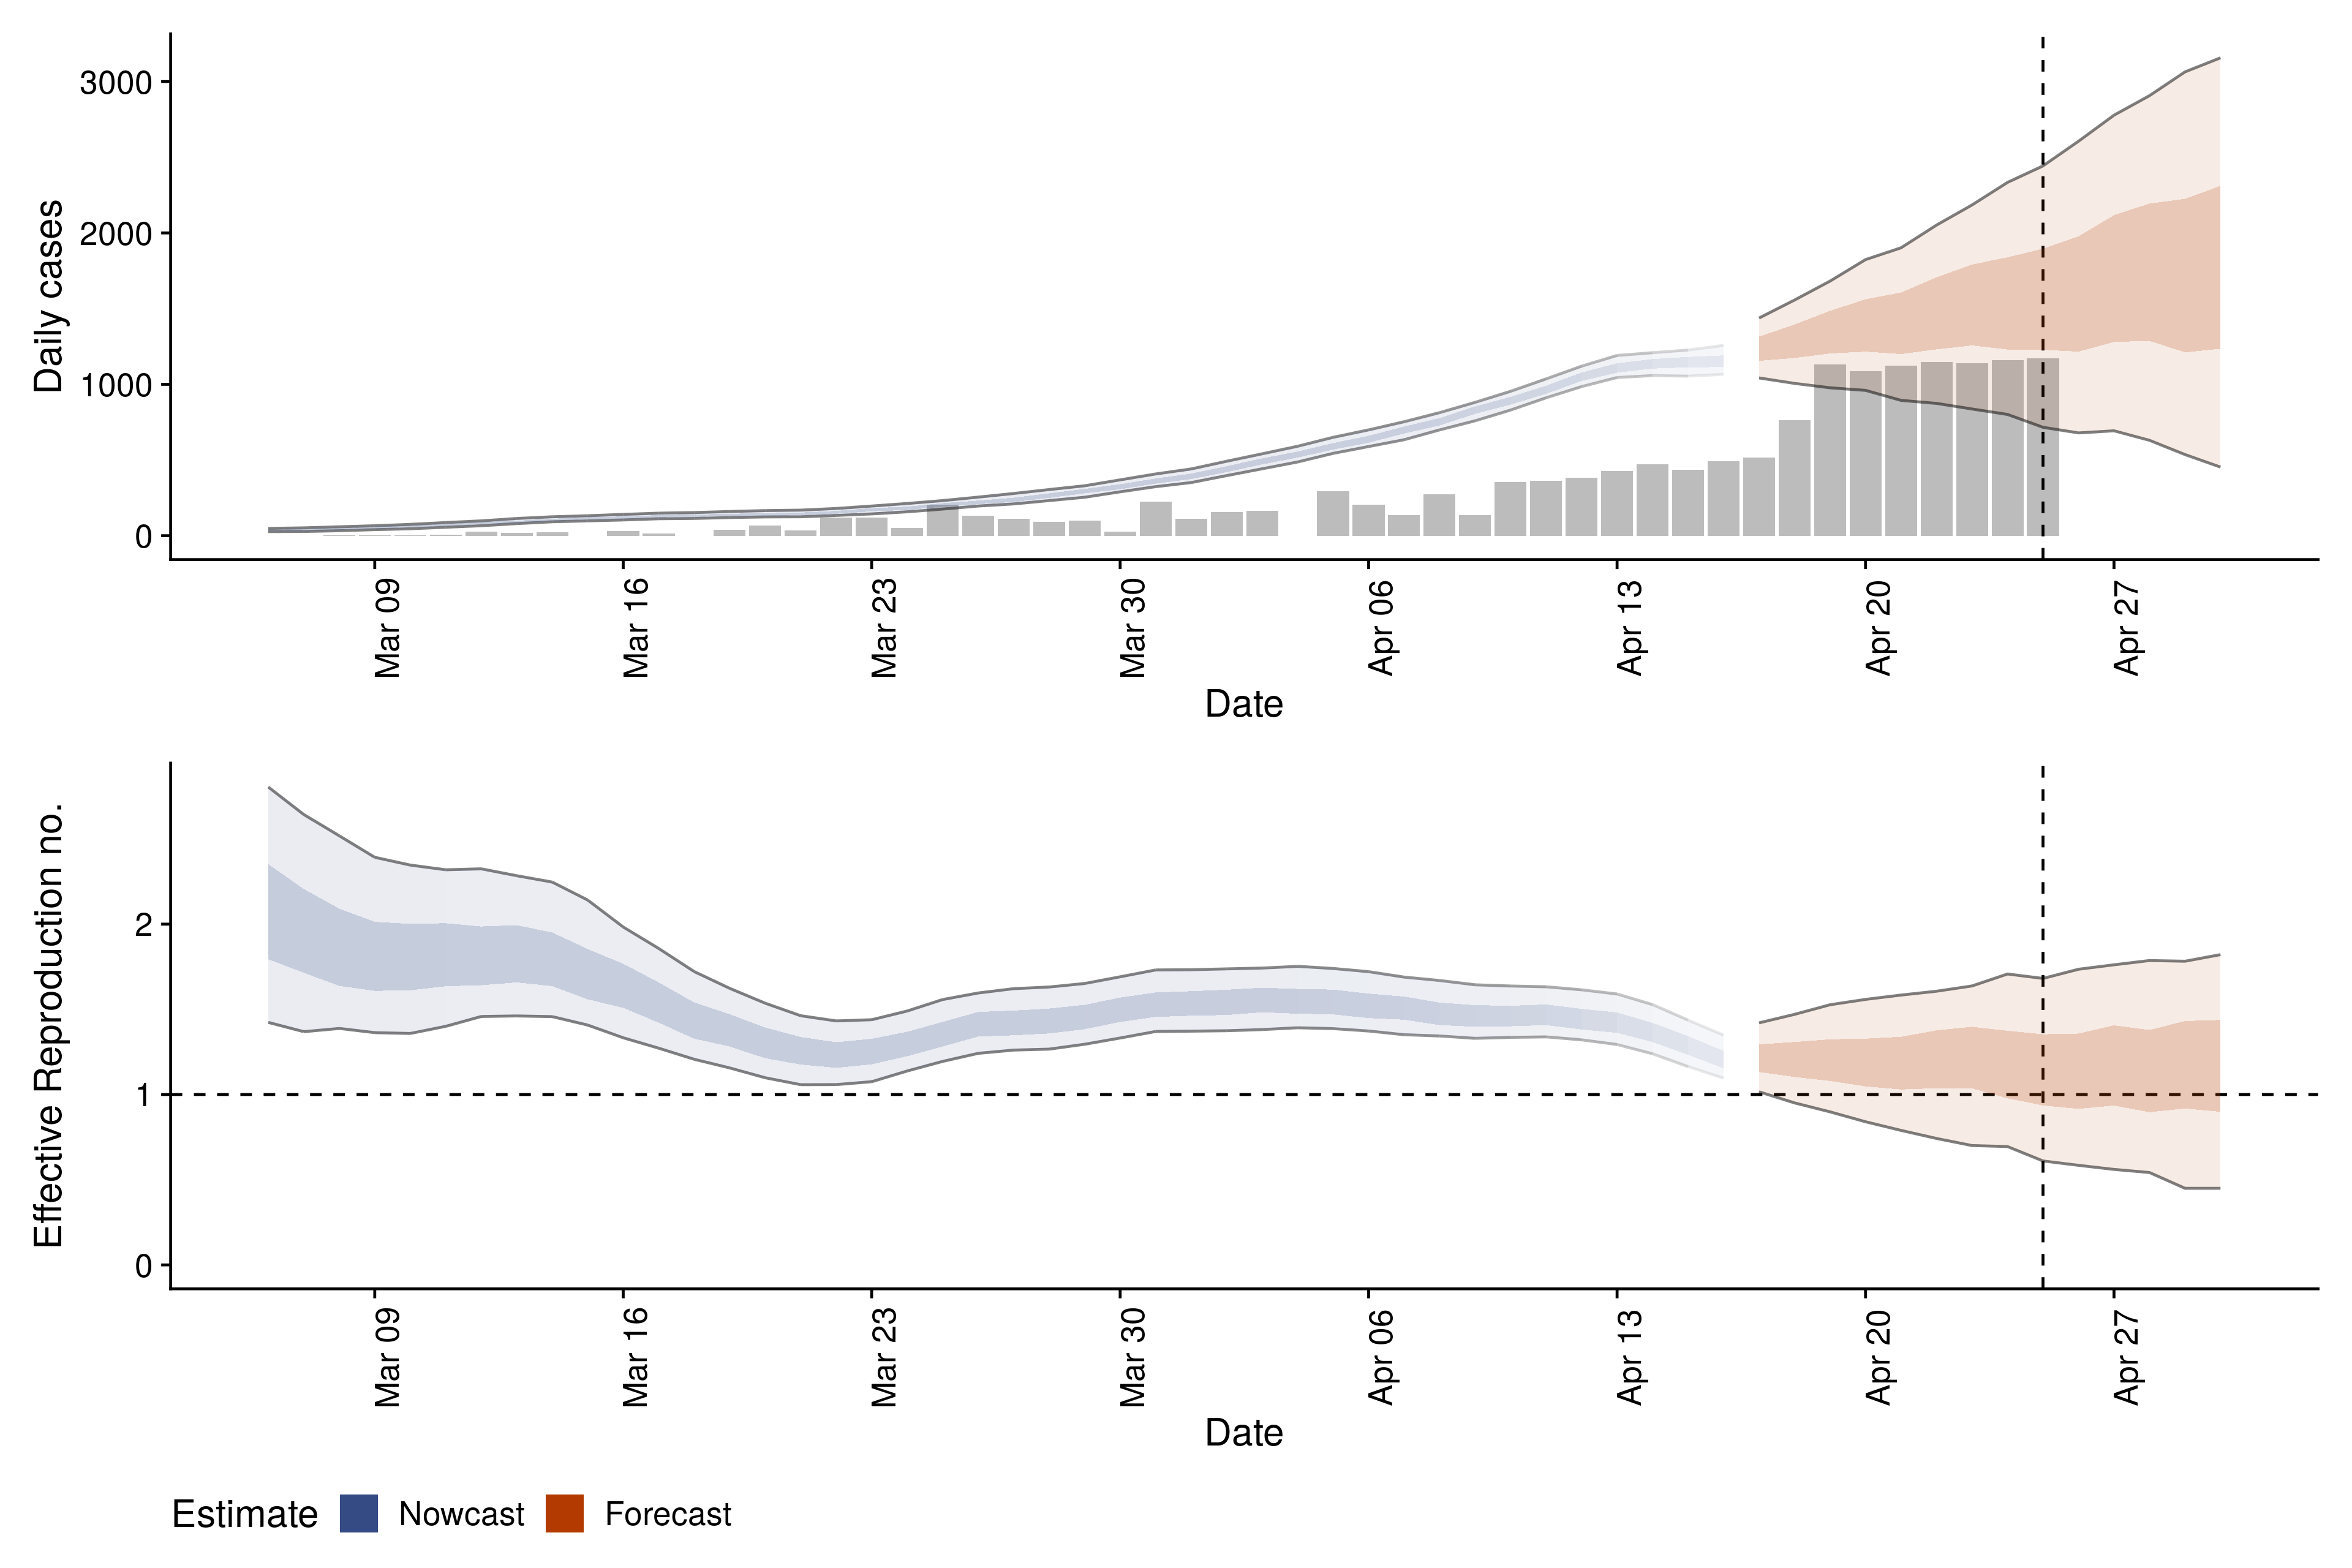 Daily cases
3000
2000
1000
0
Mar 09
Mar 16
Mar 23
Mar 30
Apr 06
Apr 13
Apr 20
Apr 27
Date
Effective Reproduction no.
2
1
0
Mar 09
Mar 16
Mar 23
Mar 30
Apr 06
Apr 13
Apr 20
Apr 27
Date
Estimate Nowcast Forecast